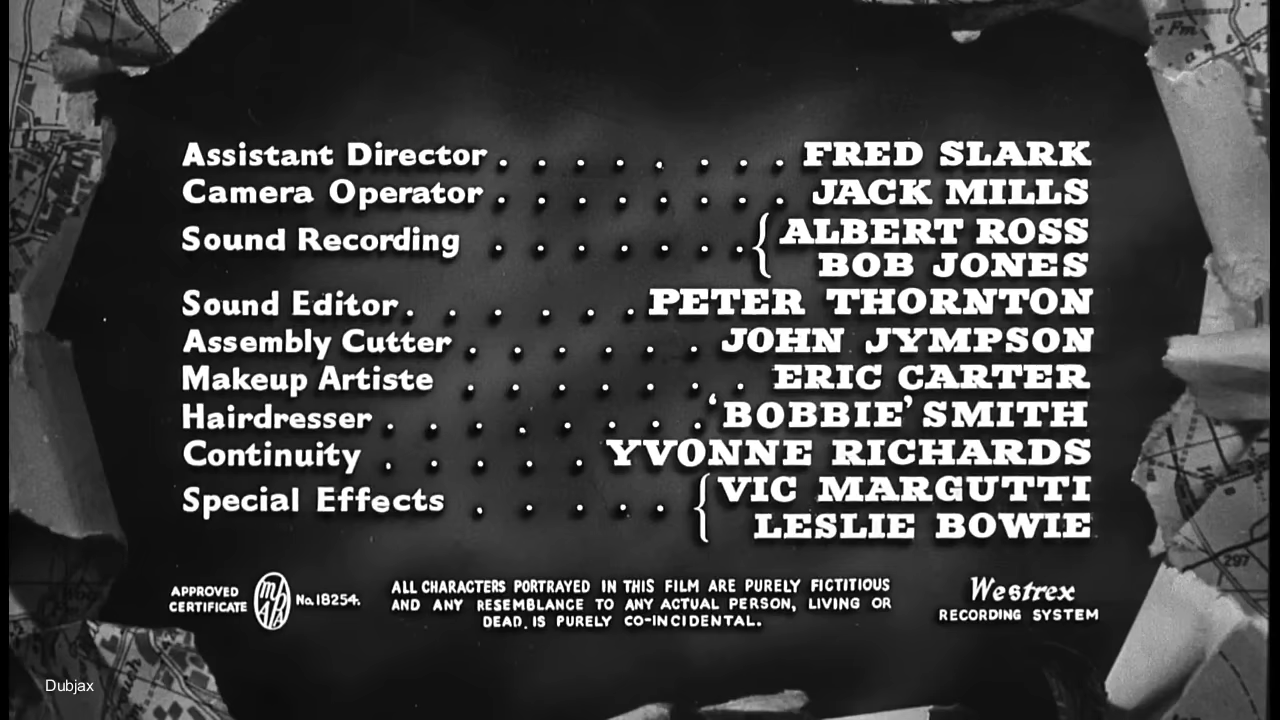 Assistant Director . . . . . . . . FRED SLARK
Camera Operator . . . . . . . . JACK MILLS
Sound Recording . . . . . . . { ALBERT ROSS
BOB JONES
Sound Editor . . . . . . PETER THORNTON
Assembly Cutter . . . . . . JOHN JYMPSON
Makeup Artiste . . . . . . . ERIC CARTER
Hairdresser . . . . . . . . 'BOBBIE' SMITH
Continuity . . . . . YVONNE RICHARDS
Special Effects . . . . . { VIC MARGUTTI
LESLIE BOWIE
APPROVED
CERTIFICATE
MPAA
No. 18254.
ALL CHARACTERS PORTRAYED IN THIS FILM ARE PURELY FICTITIOUS
AND ANY RESEMBLANCE TO ANY ACTUAL PERSON, LIVING OR
DEAD, IS PURELY CO-INCIDENTAL.
Westrex
RECORDING SYSTEM
297
Dubjax